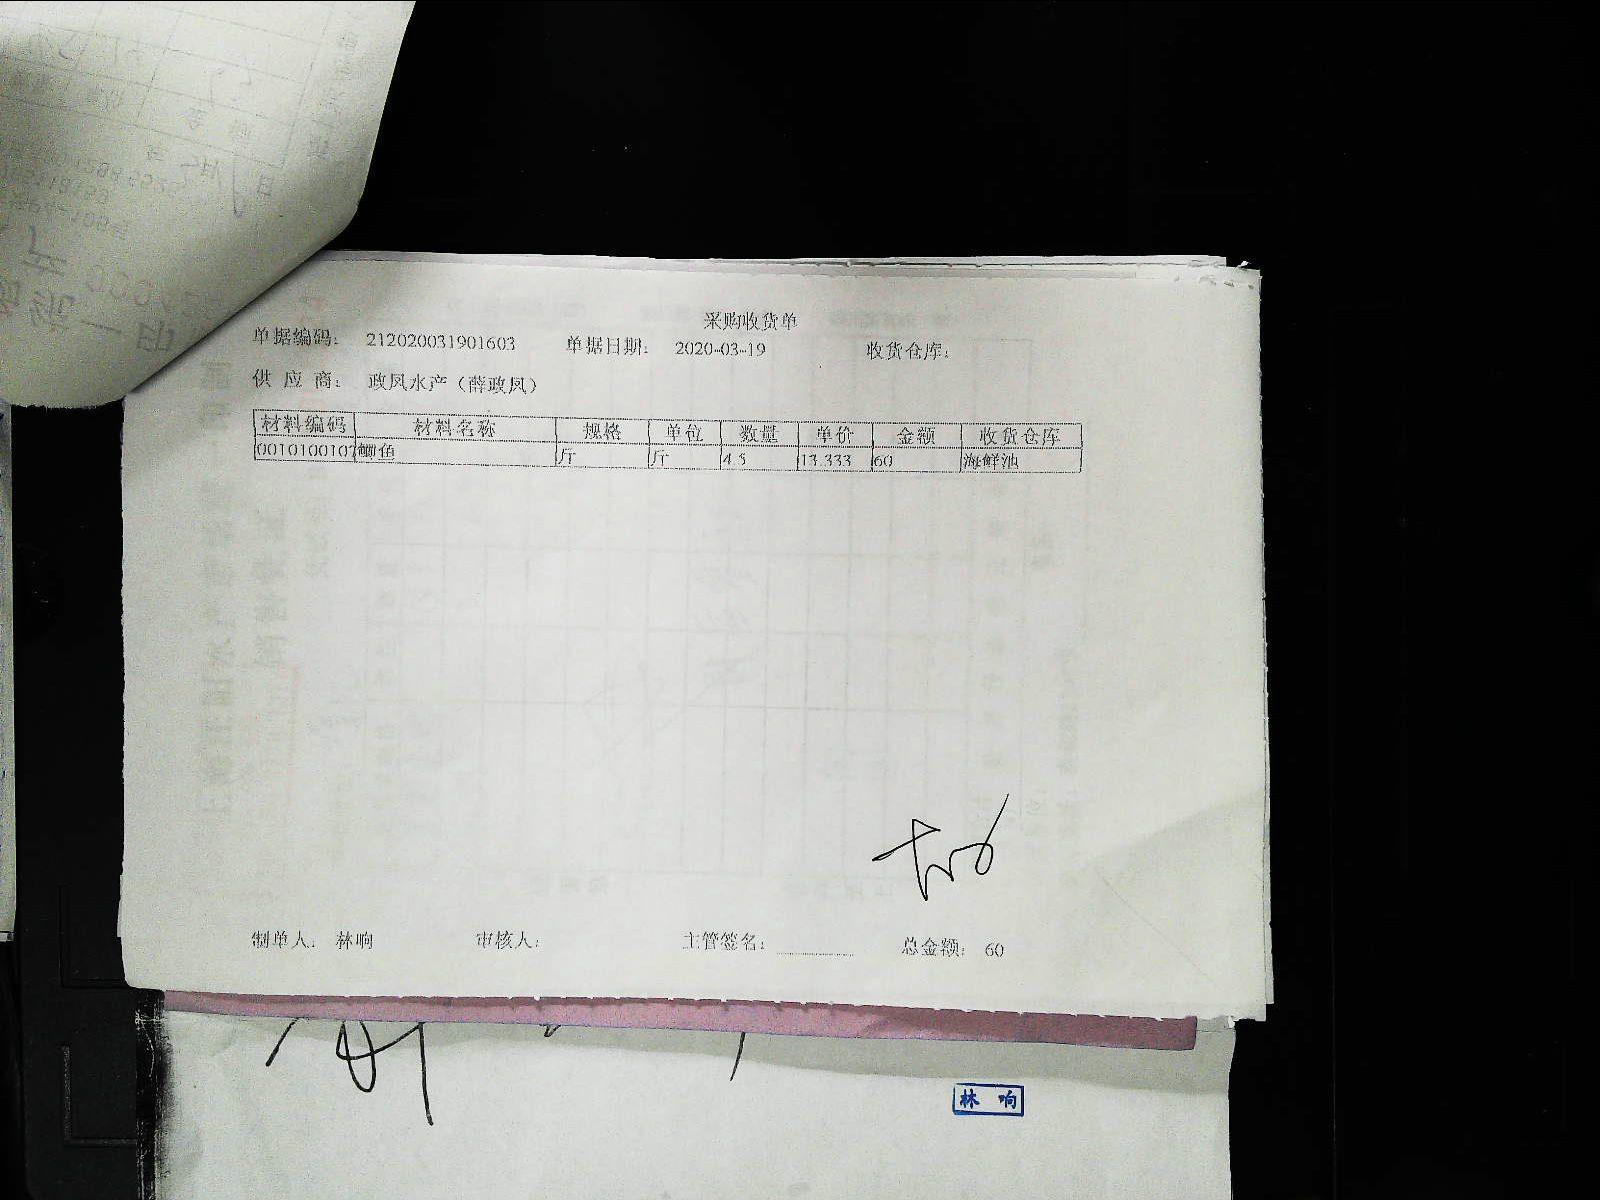 采购收货单
单据编码： 212020031901603 单据日期： 2020-03-19 收货仓库：
供 应 商： 政凤水产（薛政凤）
材料编码 材料名称 规格 单位 数量 单价 金额 收货仓库
0010100107 鲫鱼 斤 斤 4.5 13.333 60 海鲜池
制单人： 林响 审核人： 主管签名： 总金额： 60
林 响